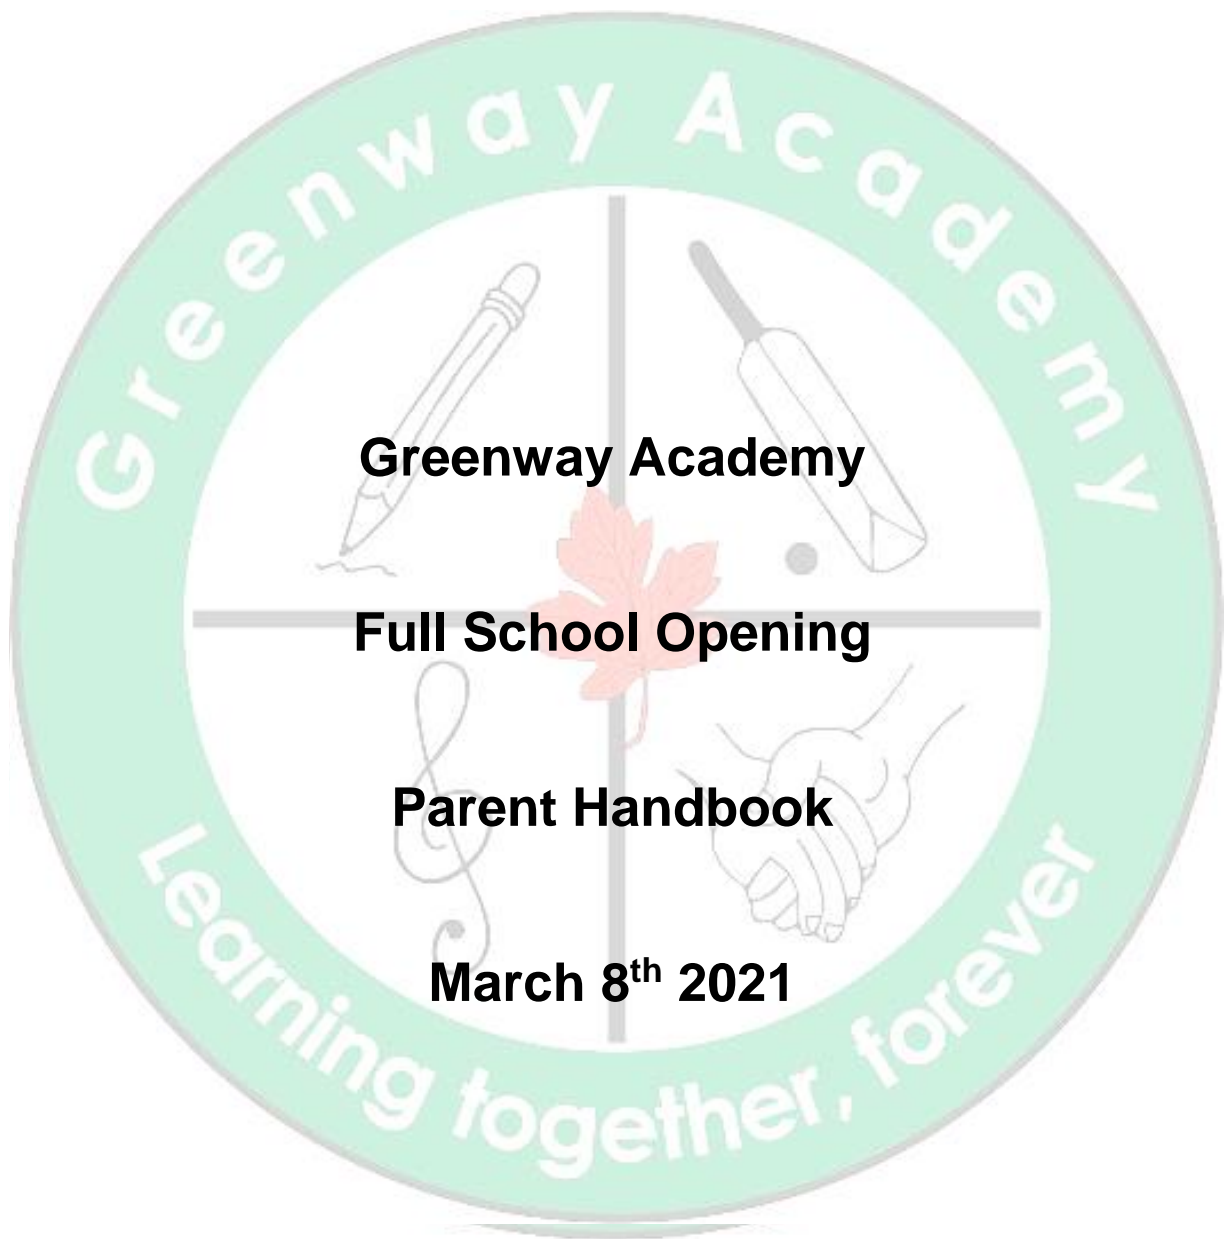 Greenway Academy
Greenway Academy
Full School Opening
Parent Handbook
March 8th 2021
Learning together, forever